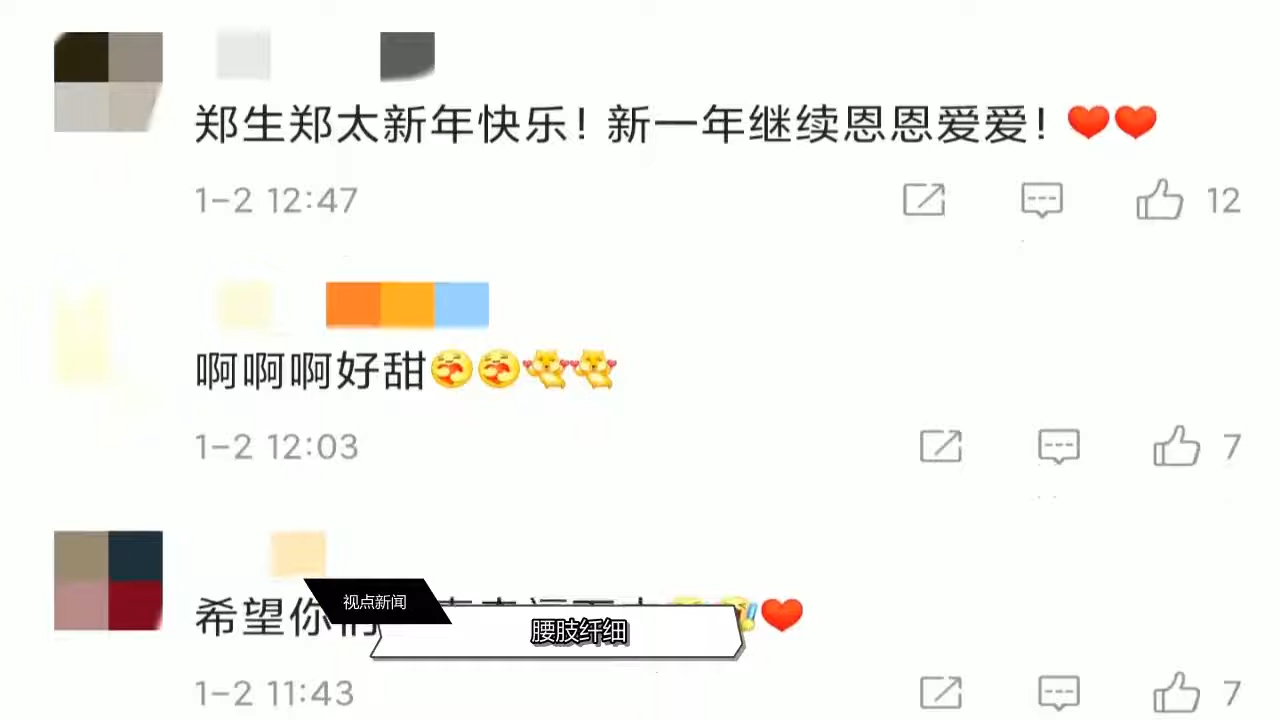 郑生郑太新年快乐！新一年继续恩恩爱爱！
1-2 12:47
12
啊啊啊好甜
1-2 12:03
7
希望你们
视点新闻
腰肢纤细
1-2 11:43
7